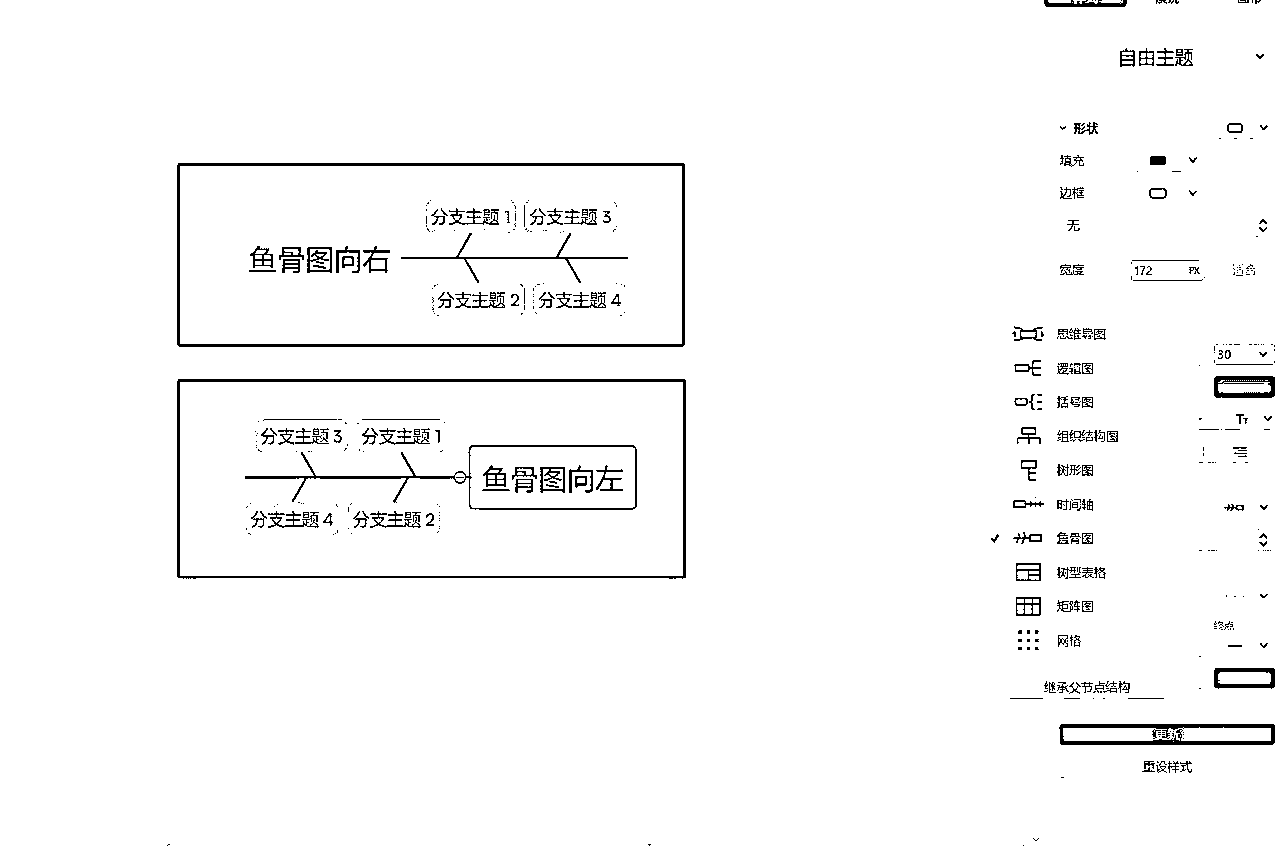 自由主题
形状
填充
边框
无
宽度 172 PX 适合
分支主题 1 分支主题 3
鱼骨图向右
分支主题 2 分支主题 4
分支主题 3 分支主题 1
鱼骨图向左
分支主题 4 分支主题 2
思维导图
逻辑图
括号图
组织结构图
树形图
时间轴
鱼骨图
树型表格
矩阵图
网格
继承父节点结构
30
Tт
终点
更新
重设样式